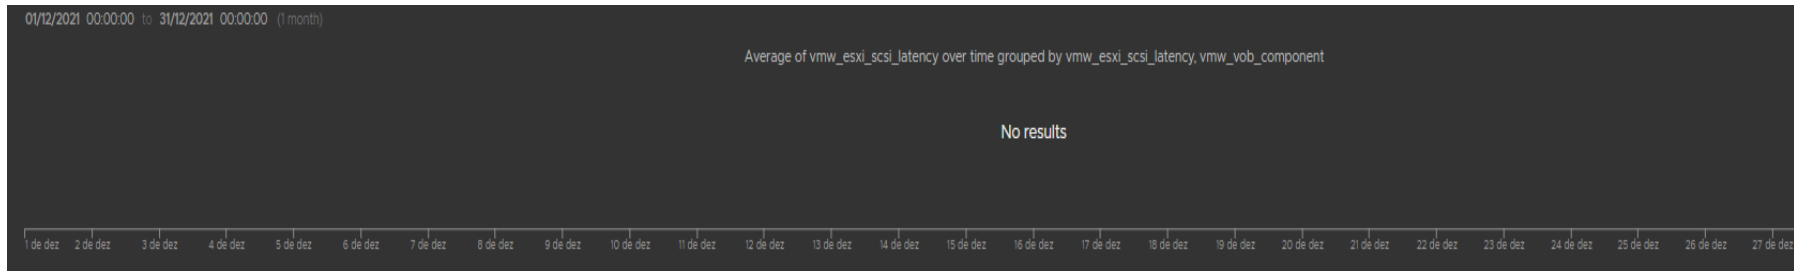 01/12/2021 00:00:00 to 31/12/2021 00:00:00 (1 month)
Average of vmw_esxi_scsi_latency over time grouped by vmw_esxi_scsi_latency, vmw_vob_component
No results
1 de dez 2 de dez 3 de dez 4 de dez 5 de dez 6 de dez 7 de dez 8 de dez 9 de dez 10 de dez 11 de dez 12 de dez 13 de dez 14 de dez 15 de dez 16 de dez 17 de dez 18 de dez 19 de dez 20 de dez 21 de dez 22 de dez 23 de dez 24 de dez 25 de dez 26 de dez 27 de dez